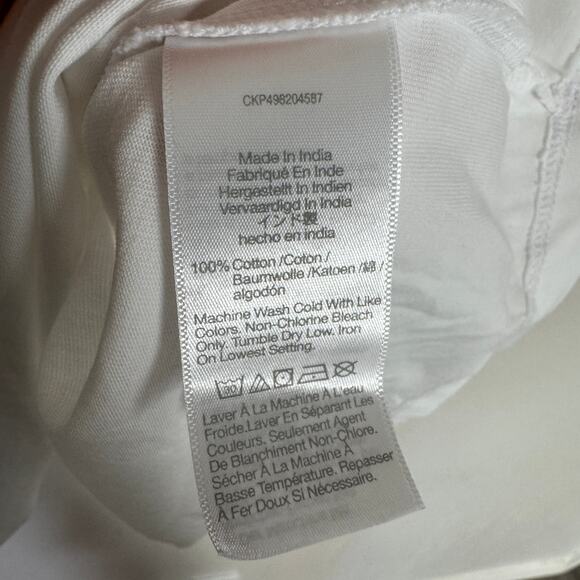 CKP498204587
Made In India
Fabriqué En Inde
Hergestellt In Indien
Vervaardigd In India
インド製
hecho en india
100% Cotton /Coton/
Baumwolle /Katoen /綿/
algodón
Machine Wash Cold With Like
Colors. Non-Chlorine Bleach
Only. Tumble Dry Low. Iron
On Lowest Setting.
Laver À La Machine À L'eau
Froide.Laver En Séparant Les
Couleurs. Seulement Agent
De Blanchiment Non-Chlore.
Sécher À La Machine À
Basse Température. Repasser
À Fer Doux Si Nécessaire.